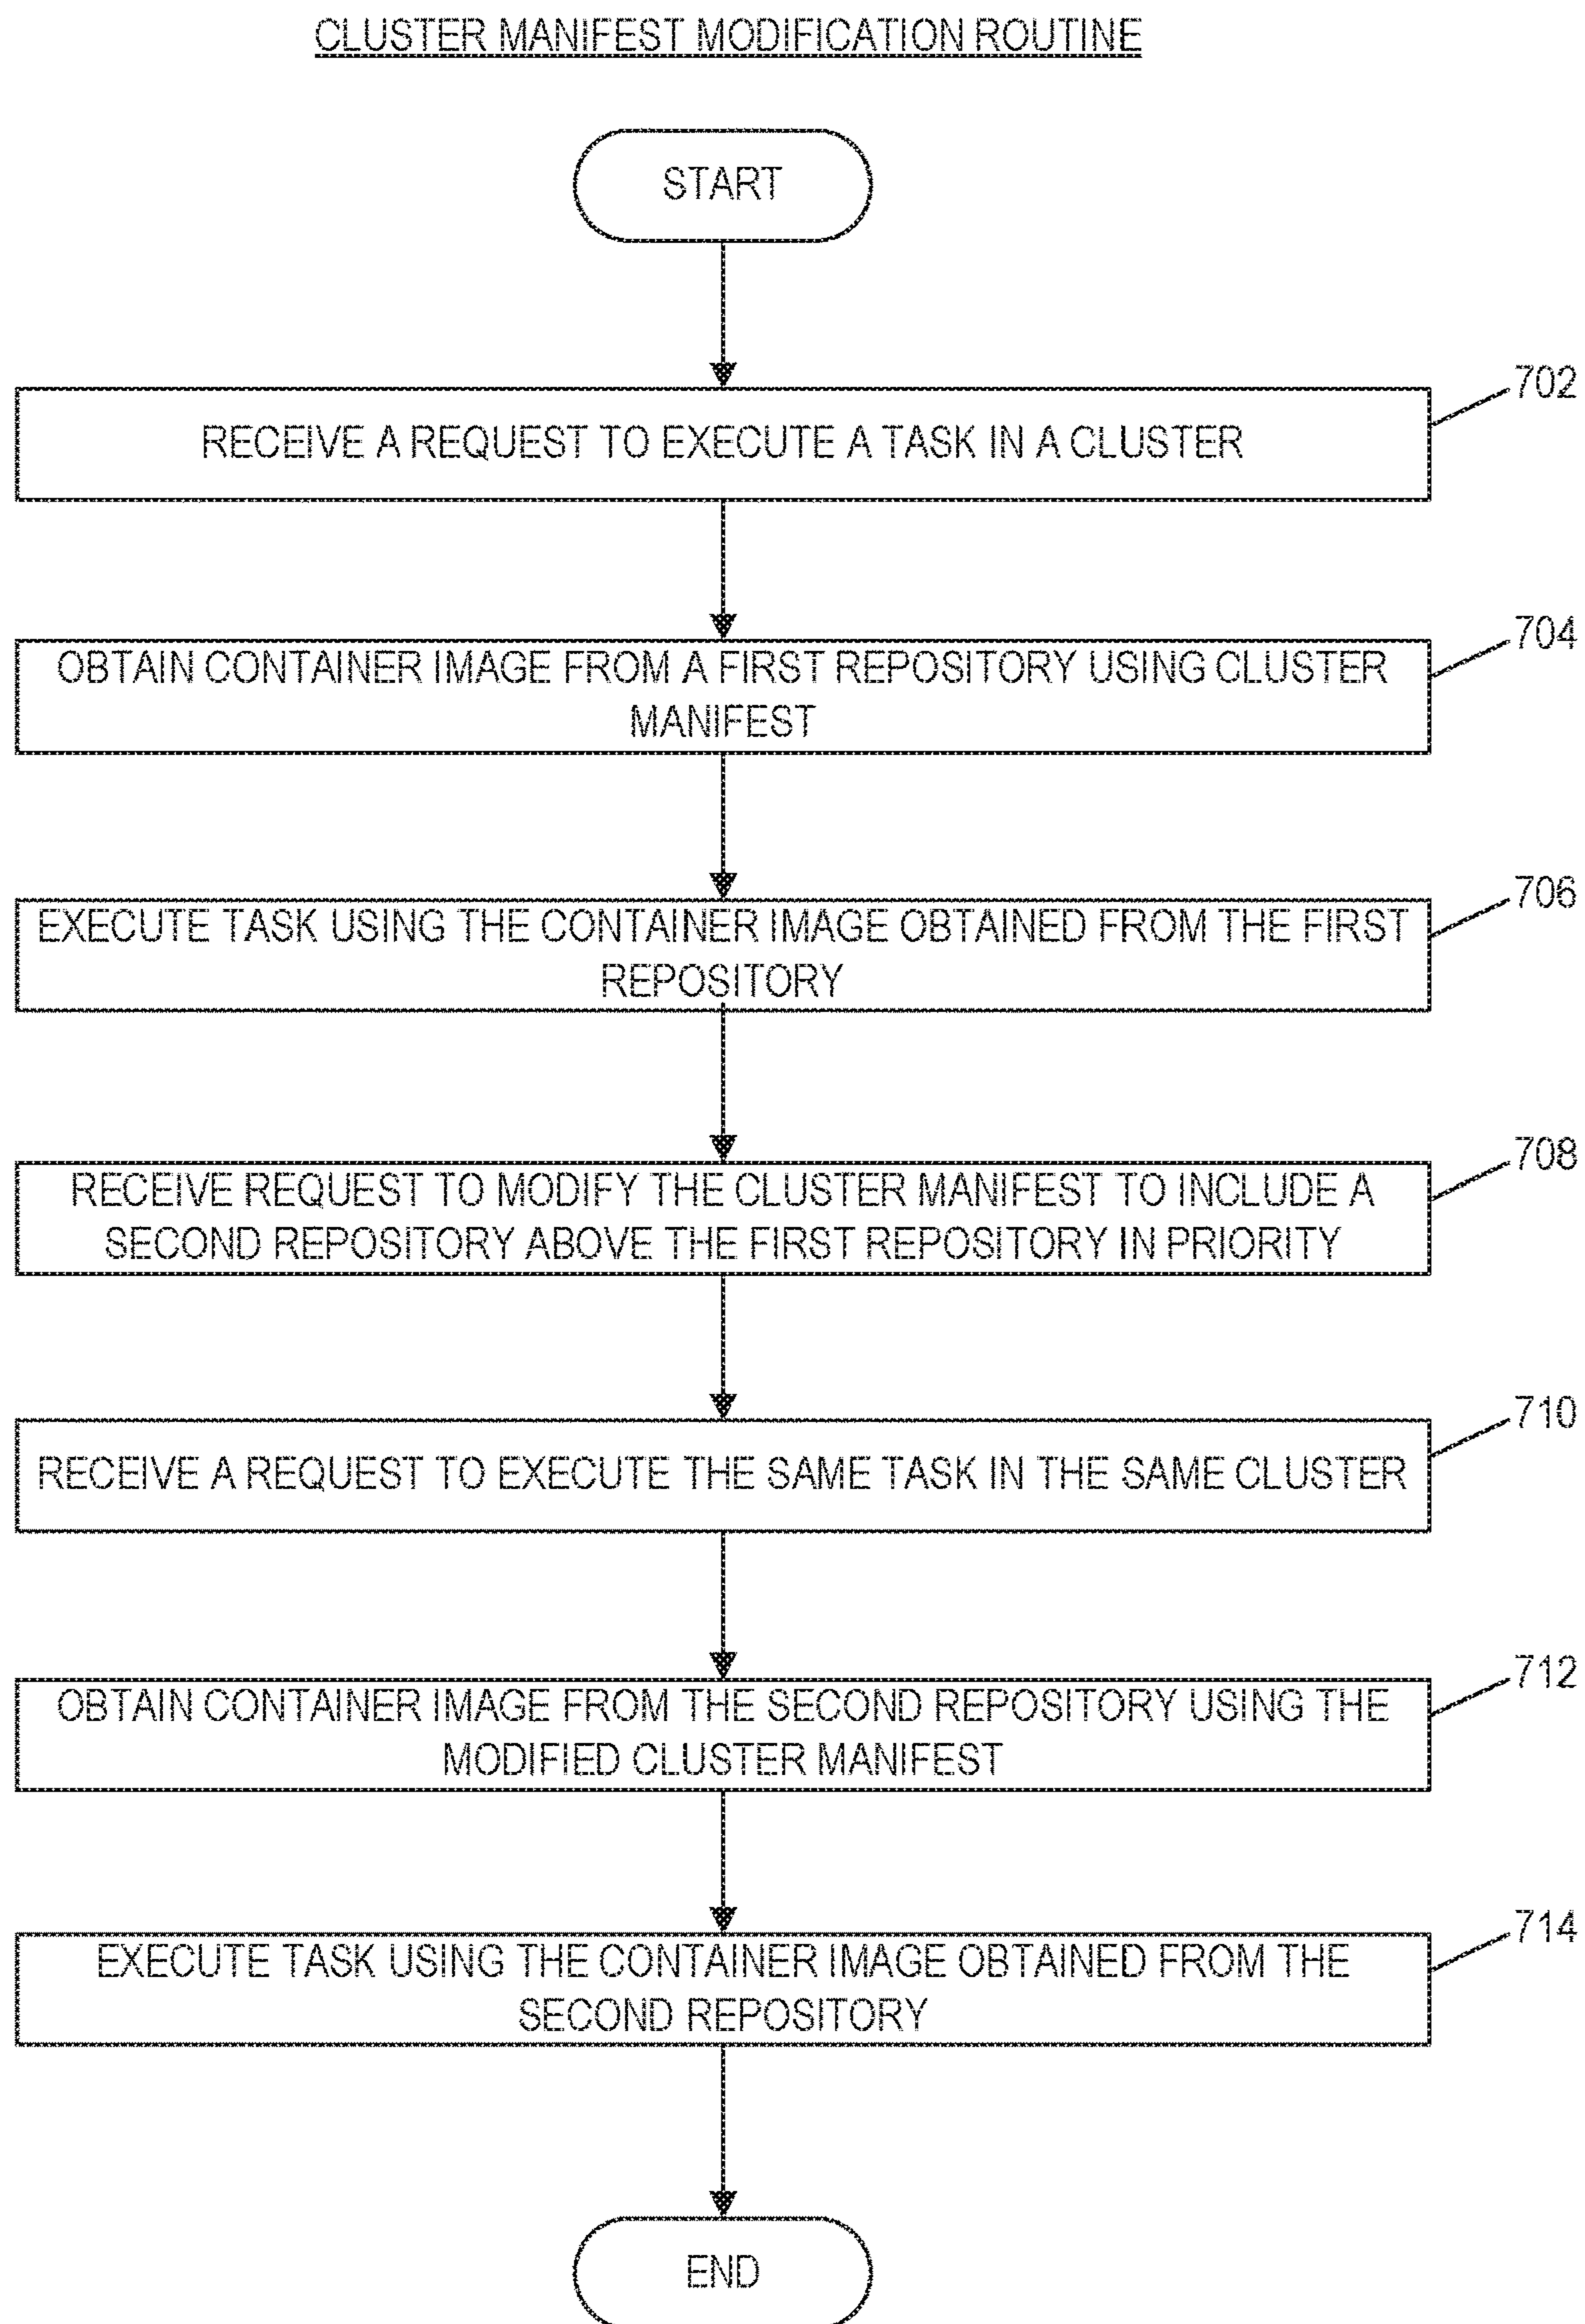 CLUSTER MANIFEST MODIFICATION ROUTINE
START
702
RECEIVE A REQUEST TO EXECUTE A TASK IN A CLUSTER
704
OBTAIN CONTAINER IMAGE FROM A FIRST REPOSITORY USING CLUSTER
MANIFEST
706
EXECUTE TASK USING THE CONTAINER IMAGE OBTAINED FROM THE FIRST
REPOSITORY
708
RECEIVE REQUEST TO MODIFY THE CLUSTER MANIFEST TO INCLUDE A
SECOND REPOSITORY ABOVE THE FIRST REPOSITORY IN PRIORITY
710
RECEIVE A REQUEST TO EXECUTE THE SAME TASK IN THE SAME CLUSTER
712
OBTAIN CONTAINER IMAGE FROM THE SECOND REPOSITORY USING THE
MODIFIED CLUSTER MANIFEST
714
EXECUTE TASK USING THE CONTAINER IMAGE OBTAINED FROM THE
SECOND REPOSITORY
END